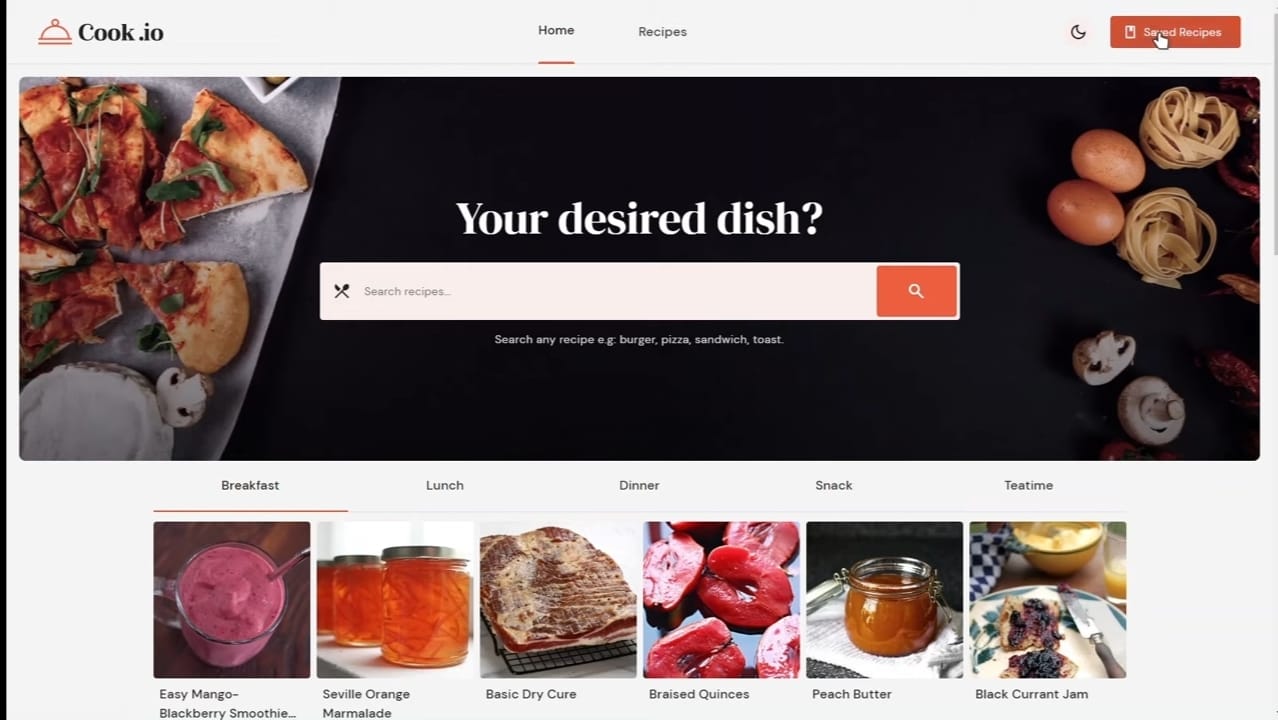 Cook.io
Home
Recipes
Saved Recipes
Your desired dish?
Search recipes...
Search any recipe e.g: burger, pizza, sandwich, toast.
Breakfast
Lunch
Dinner
Snack
Teatime
Easy Mango-
Blackberry Smoothie...
Seville Orange
Marmalade
Basic Dry Cure
Braised Quinces
Peach Butter
Black Currant Jam